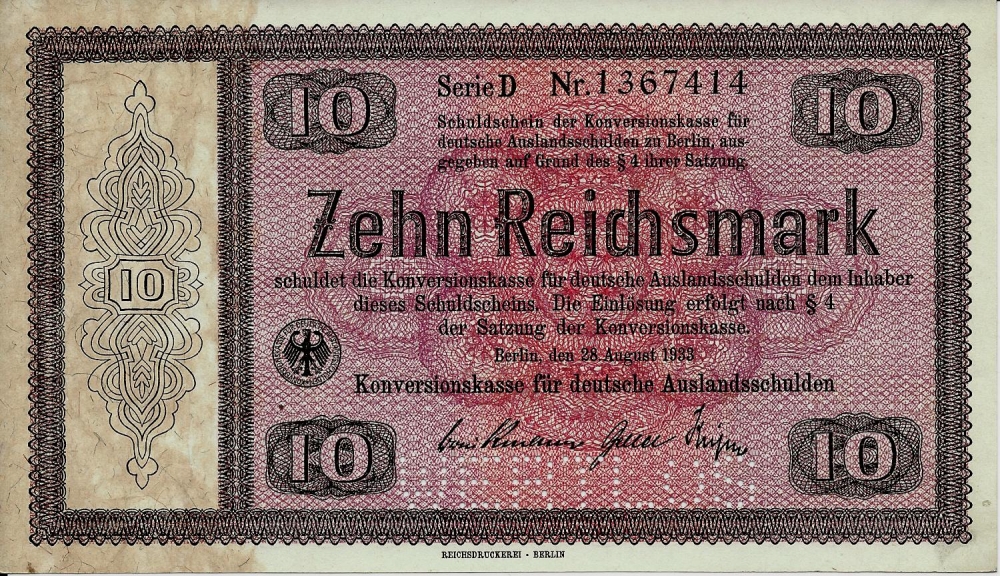 10
10
Serie D Nr. 1367414
Schuldschein der Konversionskasse für
deutsche Auslandsschulden zu Berlin, aus-
gegeben auf Grund des § 4 ihrer Satzung.
Zehn Reichsmark
schuldet die Konversionskasse für deutsche Auslandsschulden dem Inhaber
dieses Schuldscheins. Die Einlösung erfolgt nach § 4
der Satzung der Konversionskasse.
10
Berlin, den 28. August 1933
Konversionskasse für deutsche Auslandsschulden
10
10
REICHSDRUCKEREI - BERLIN